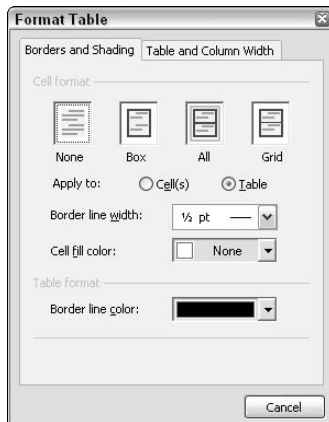 Format Table
Borders and Shading Table and Column Width
Cell format
None Box All Grid
Apply to: Cell(s) Table
Border line width: ½ pt
Cell fill color: None
Table format
Border line color:
Cancel